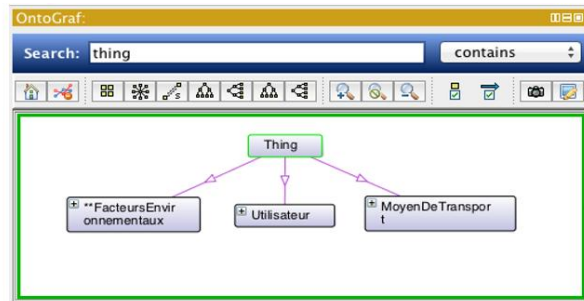 OntoGraf:
Search: thing contains
Thing
**FacteursEnvir
onnementaux
Utilisateur
MoyenDeTranspor
t